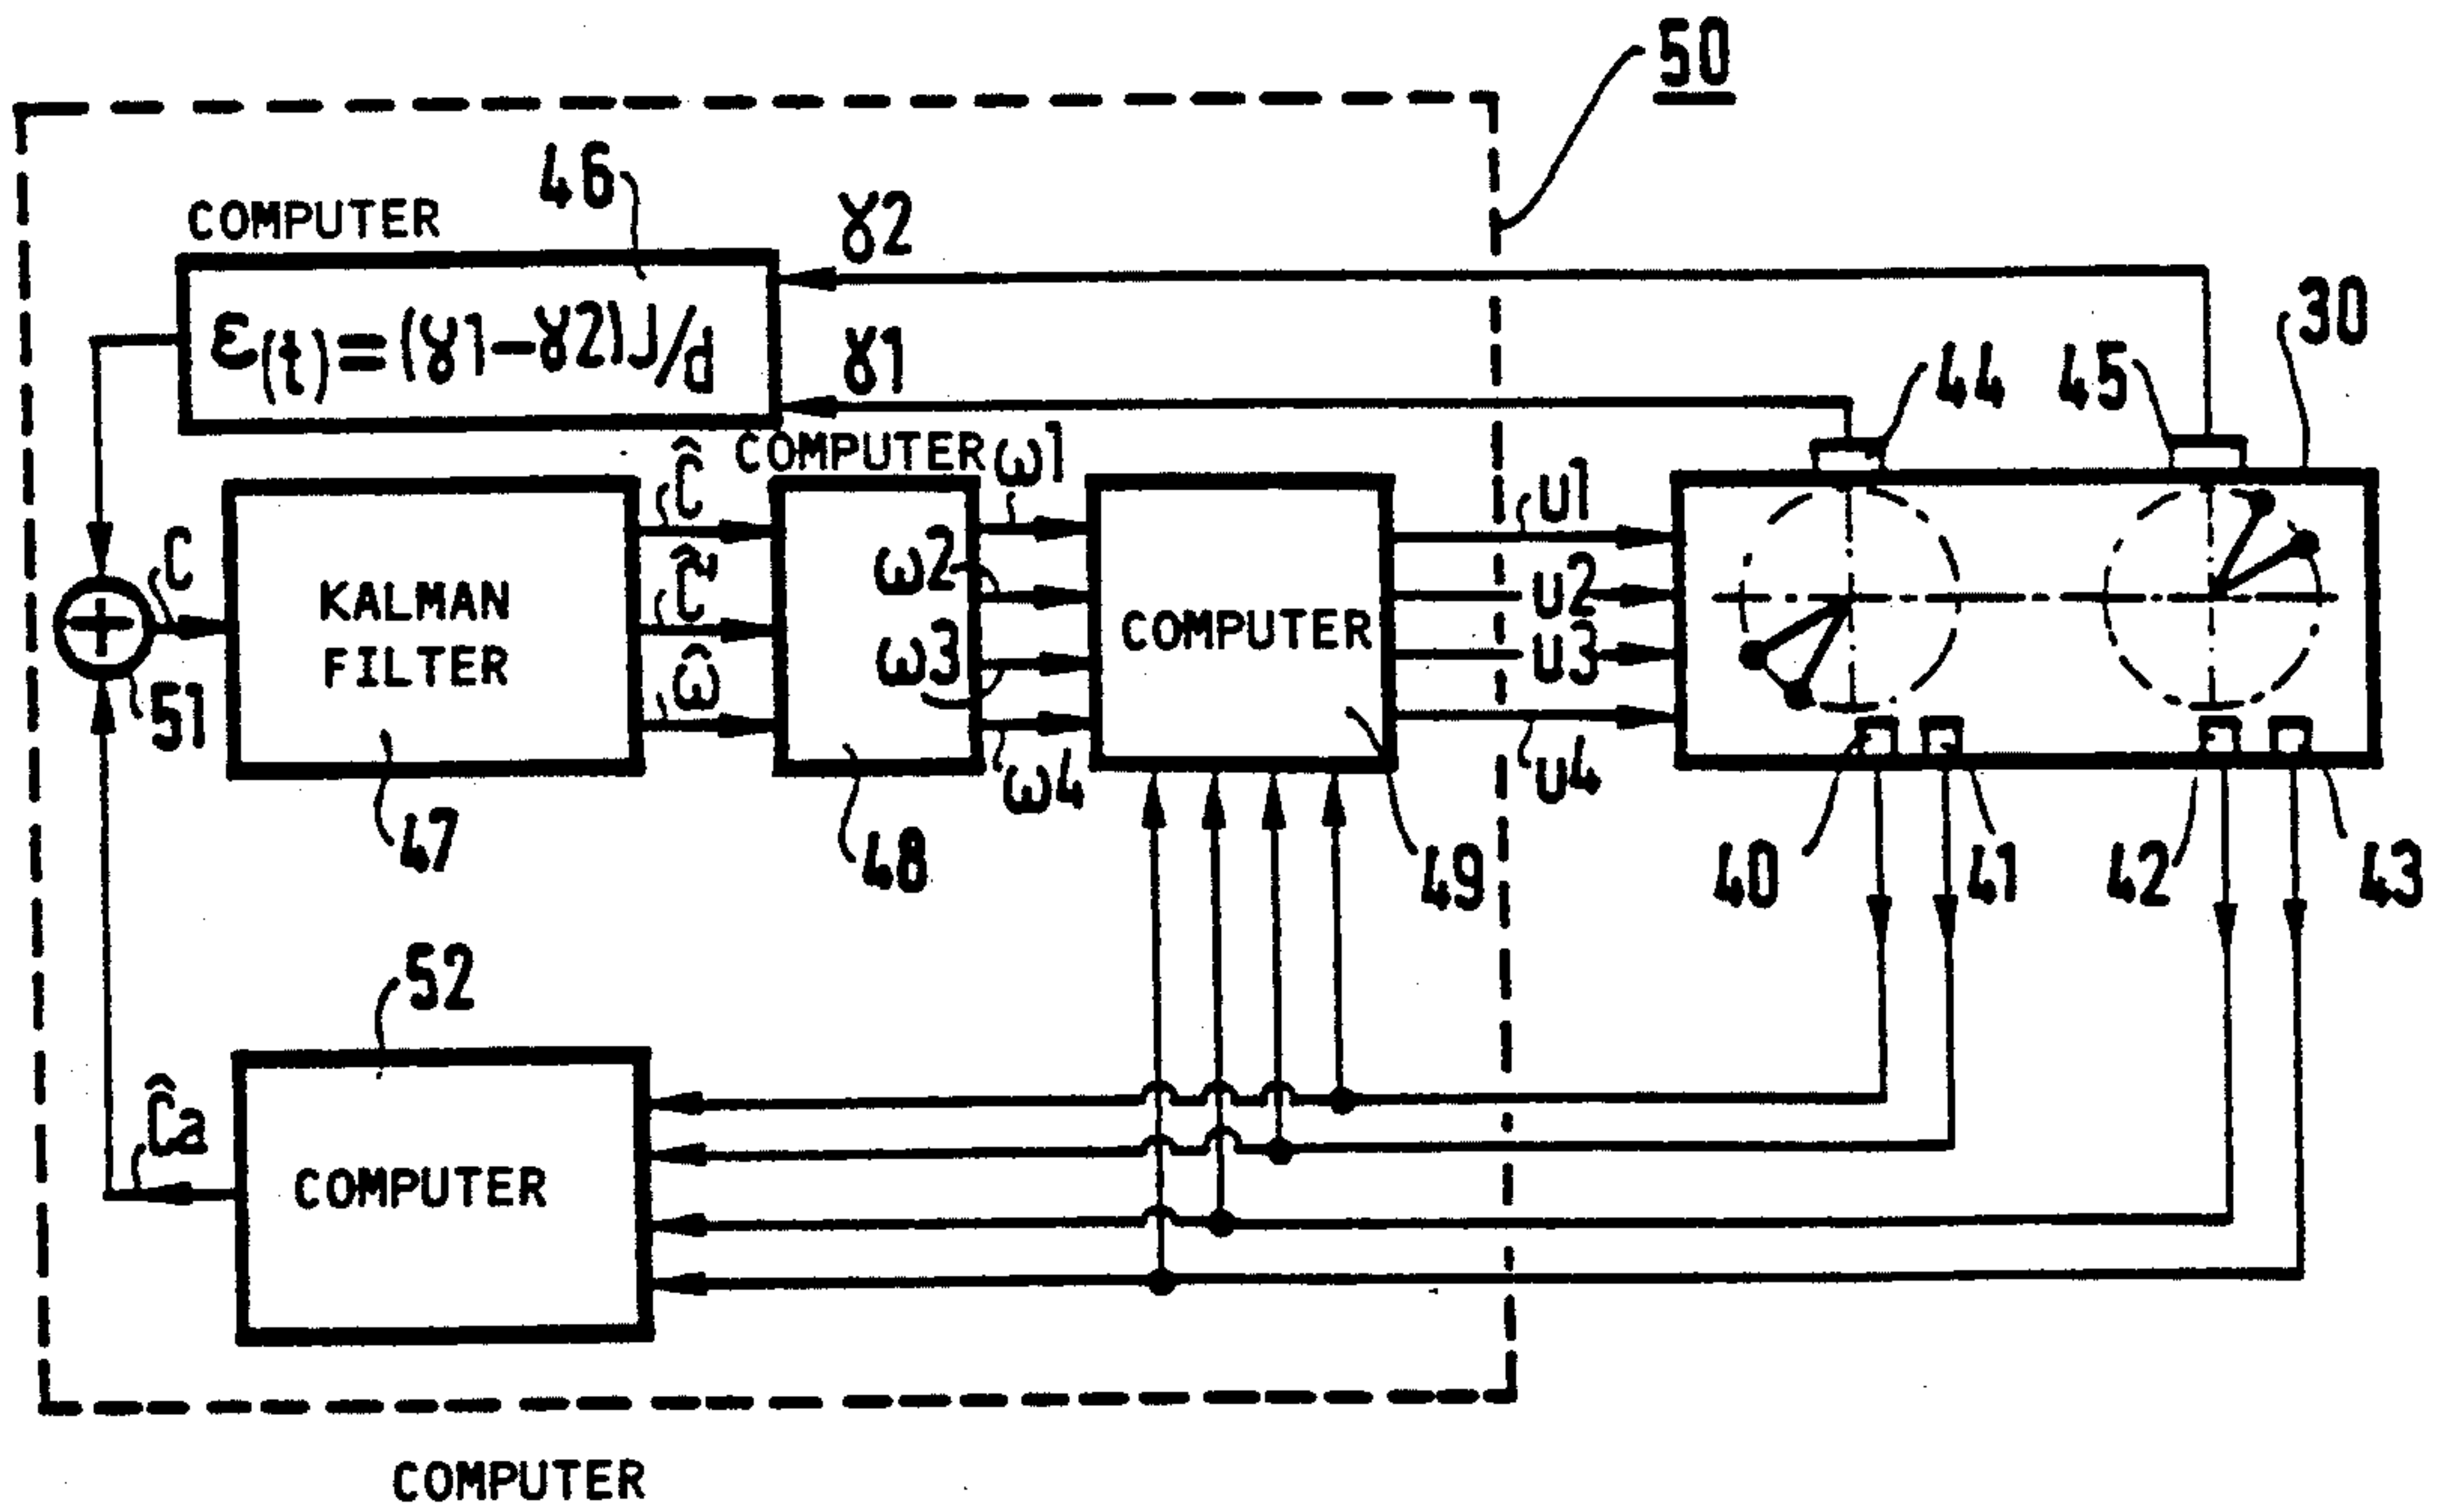 50
46
COMPUTER
γ2
ε(t)=(γ1-γ2)J/d
γ1
30
44
45
COMPUTER
Ĉ
ω1
U1
C
KALMAN
FILTER
C̃
ω2
COMPUTER
U2
ω3
U3
ω̂
51
ω4
U4
47
48
49
40
41
42
43
52
Ĉa
COMPUTER
COMPUTER